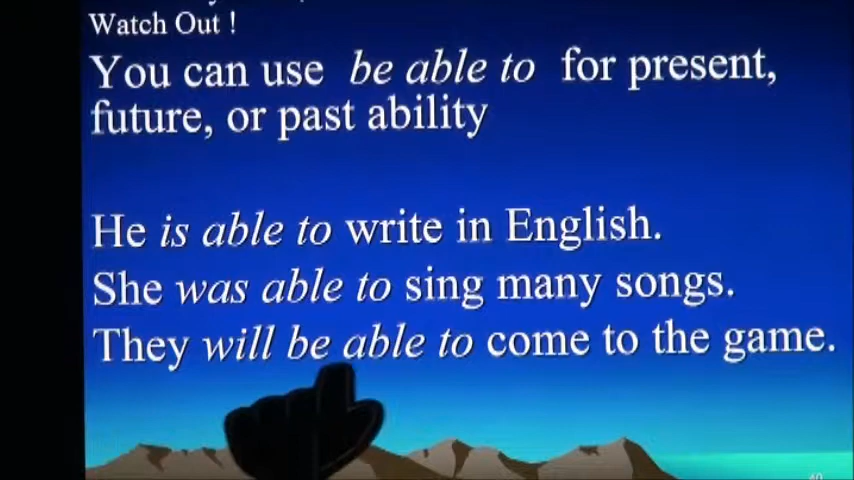 Watch Out !
You can use be able to for present,
future, or past ability
He is able to write in English.
She was able to sing many songs.
They will be able to come to the game.